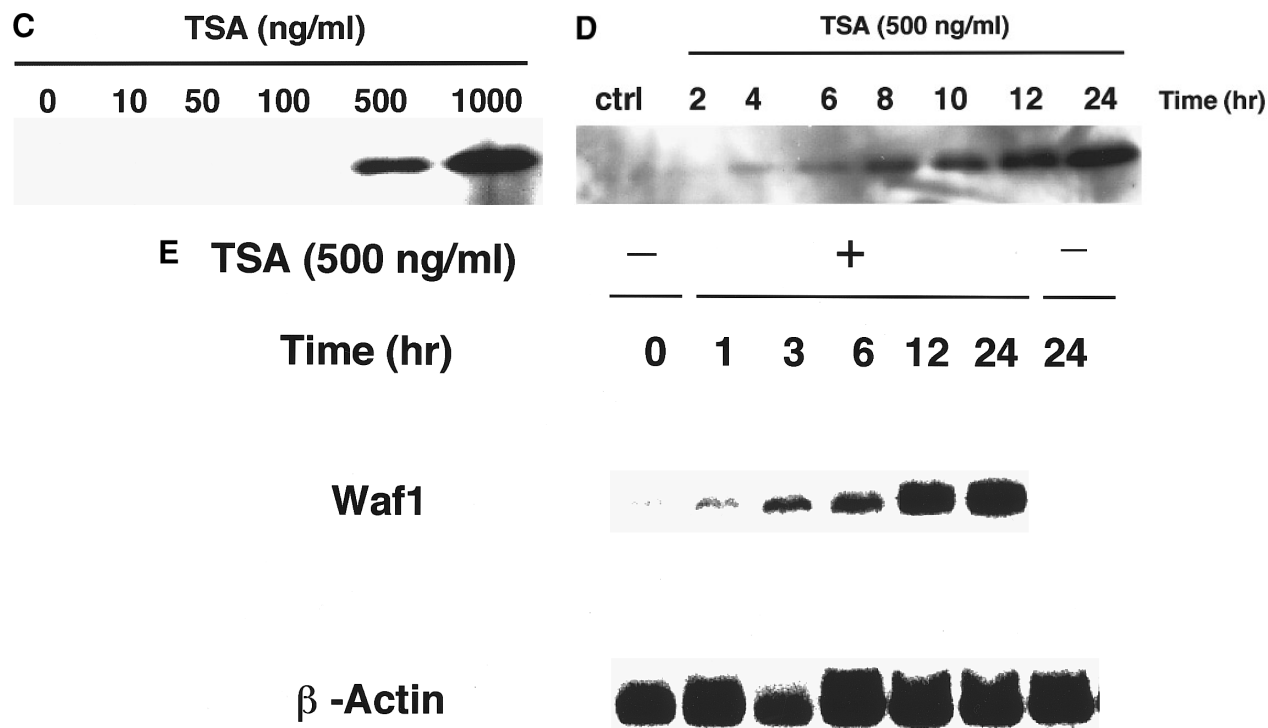 C TSA (ng/ml)
0 10 50 100 500 1000
D TSA (500 ng/ml)
ctrl 2 4 6 8 10 12 24 Time (hr)
E TSA (500 ng/ml) — + —
Time (hr) 0 1 3 6 12 24 24
Waf1
β -Actin